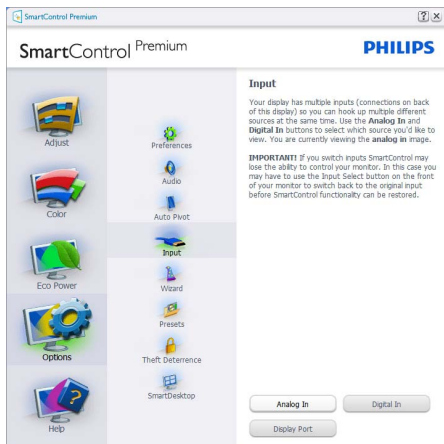 SmartControl Premium
SmartControl Premium
PHILIPS
Adjust
Color
Eco Power
Options
Help
Preferences
Audio
Auto Pivot
Input
Wizard
Presets
Theft Deterrence
SmartDesktop
Input
Your display has multiple inputs (connections on back
of this display) so you can hook up multiple different
sources at the same time. Use the Analog In and
Digital In buttons to select which source you'd like to
view. You are currently viewing the analog in image.
IMPORTANT! If you switch inputs SmartControl may
lose the ability to control your monitor. In this case you
may have to use the Input Select button on the front
of your monitor to switch back to the original input
before SmartControl functionality can be restored.
Analog In
Digital In
Display Port